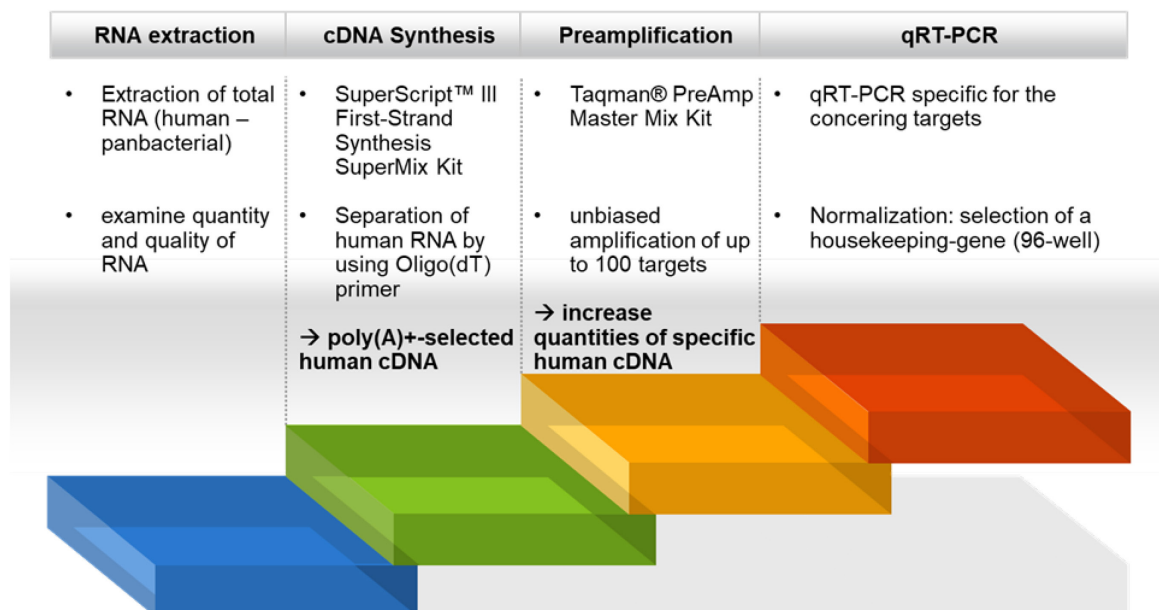 RNA extraction
cDNA Synthesis
Preamplification
qRT-PCR
• Extraction of total
RNA (human –
panbacterial)
• examine quantity
and quality of
RNA
• SuperScript™ III
First-Strand
Synthesis
SuperMix Kit
• Separation of
human RNA by
using Oligo(dT)
primer
→ poly(A)+-selected
human cDNA
• Taqman® PreAmp
Master Mix Kit
• unbiased
amplification of up
to 100 targets
→ increase
quantities of specific
human cDNA
• qRT-PCR specific for the
concering targets
• Normalization: selection of a
housekeeping-gene (96-well)